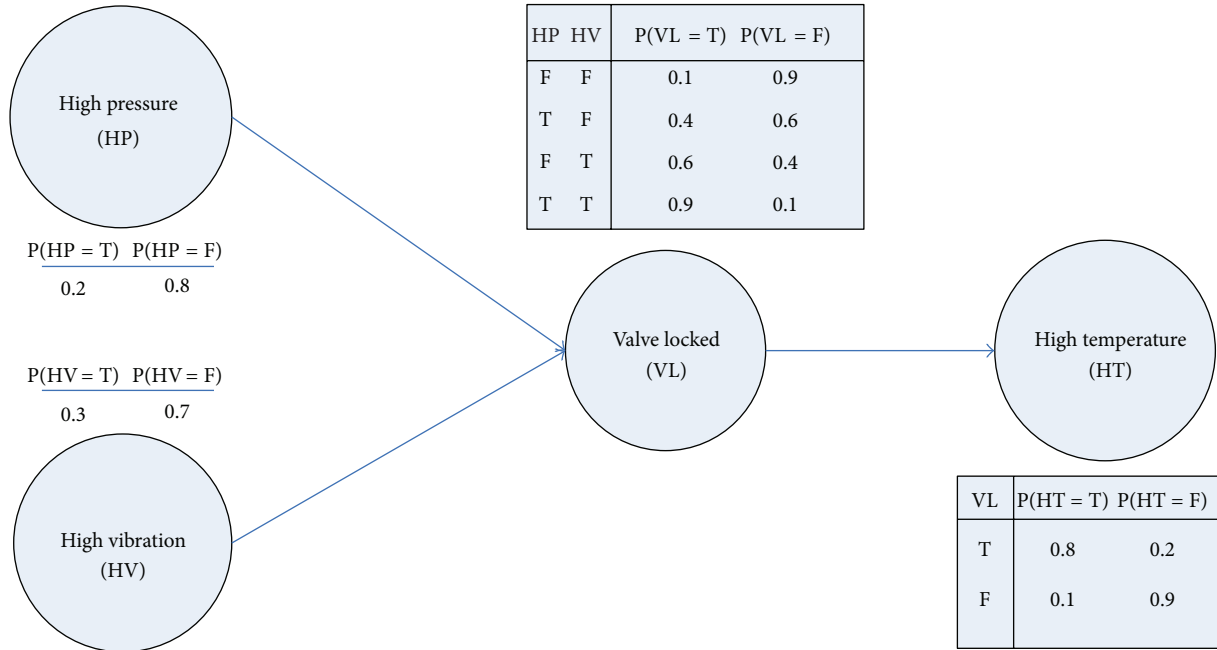 High pressure
(HP)
P(HP = T) P(HP = F)
0.2 0.8
P(HV = T) P(HV = F)
0.3 0.7
High vibration
(HV)
HP HV P(VL = T) P(VL = F)
F F 0.1 0.9
T F 0.4 0.6
F T 0.6 0.4
T T 0.9 0.1
Valve locked
(VL)
High temperature
(HT)
VL P(HT = T) P(HT = F)
T 0.8 0.2
F 0.1 0.9